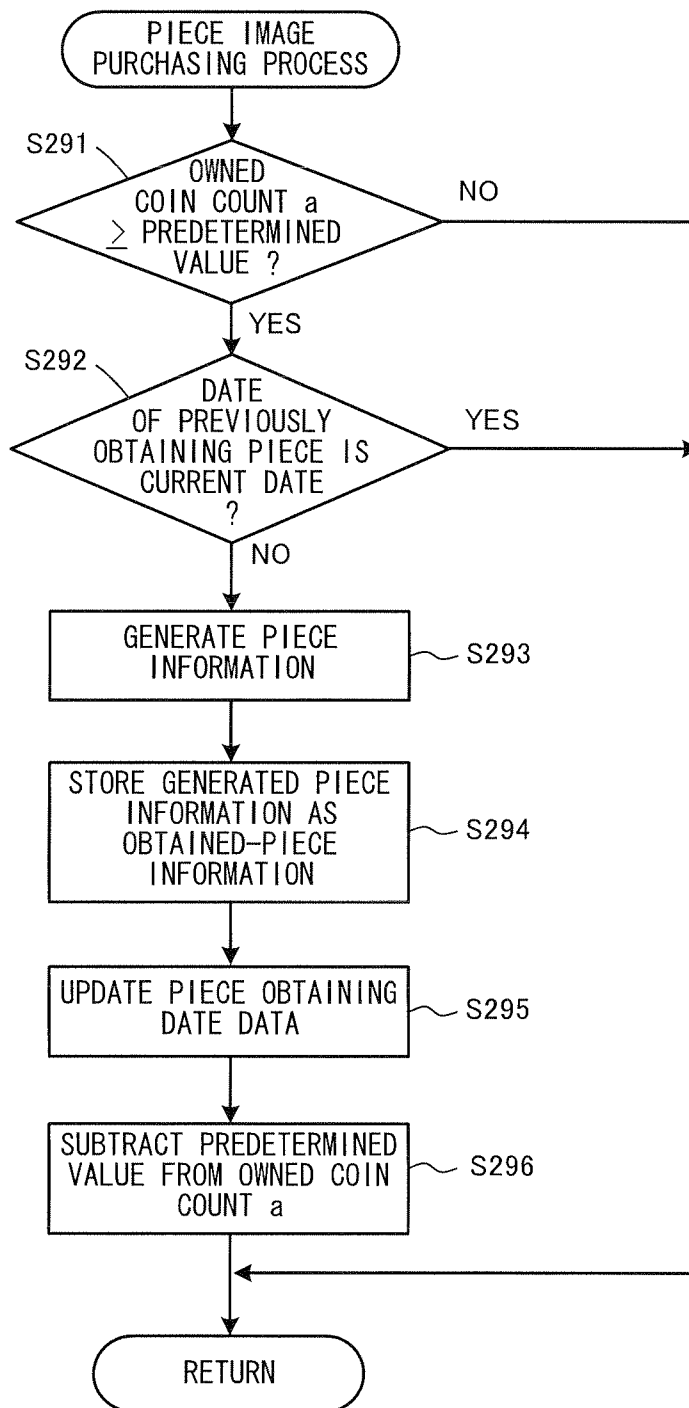 PIECE IMAGE
PURCHASING PROCESS
S291
OWNED
COIN COUNT a
≥ PREDETERMINED
VALUE ?
NO
YES
S292
DATE
OF PREVIOUSLY
OBTAINING PIECE IS
CURRENT DATE
?
YES
NO
GENERATE PIECE
INFORMATION
S293
STORE GENERATED PIECE
INFORMATION AS
OBTAINED-PIECE
INFORMATION
S294
UPDATE PIECE OBTAINING
DATE DATA
S295
SUBTRACT PREDETERMINED
VALUE FROM OWNED COIN
COUNT a
S296
RETURN